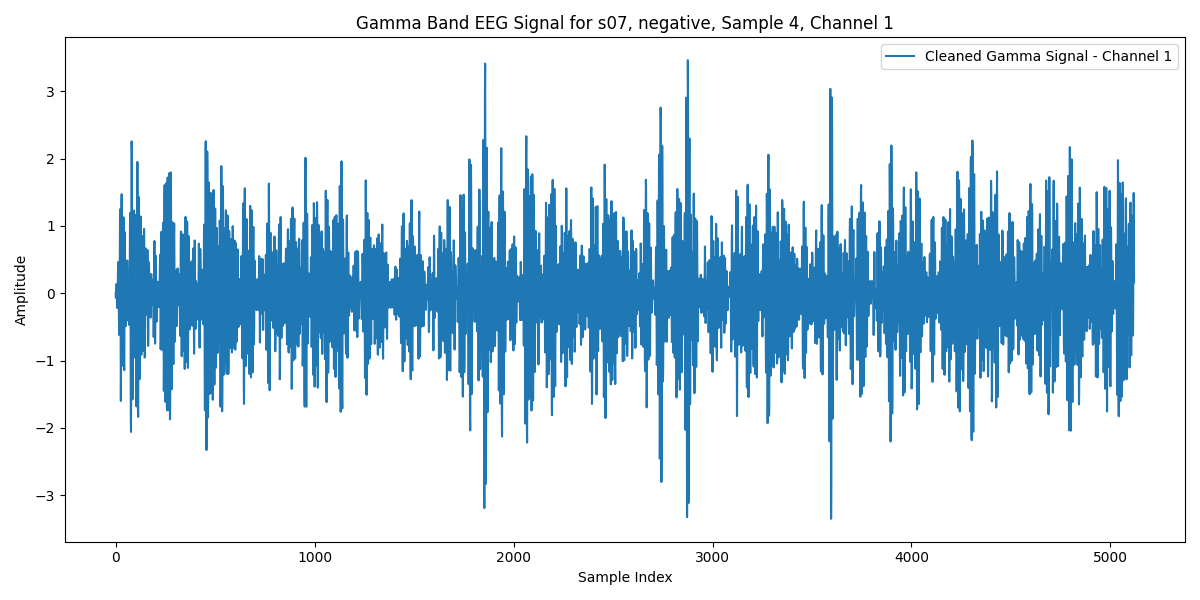 Gamma Band EEG Signal for s07, negative, Sample 4, Channel 1
Cleaned Gamma Signal - Channel 1
Amplitude
3
2
1
0
−1
−2
−3
0 1000 2000 3000 4000 5000
Sample Index